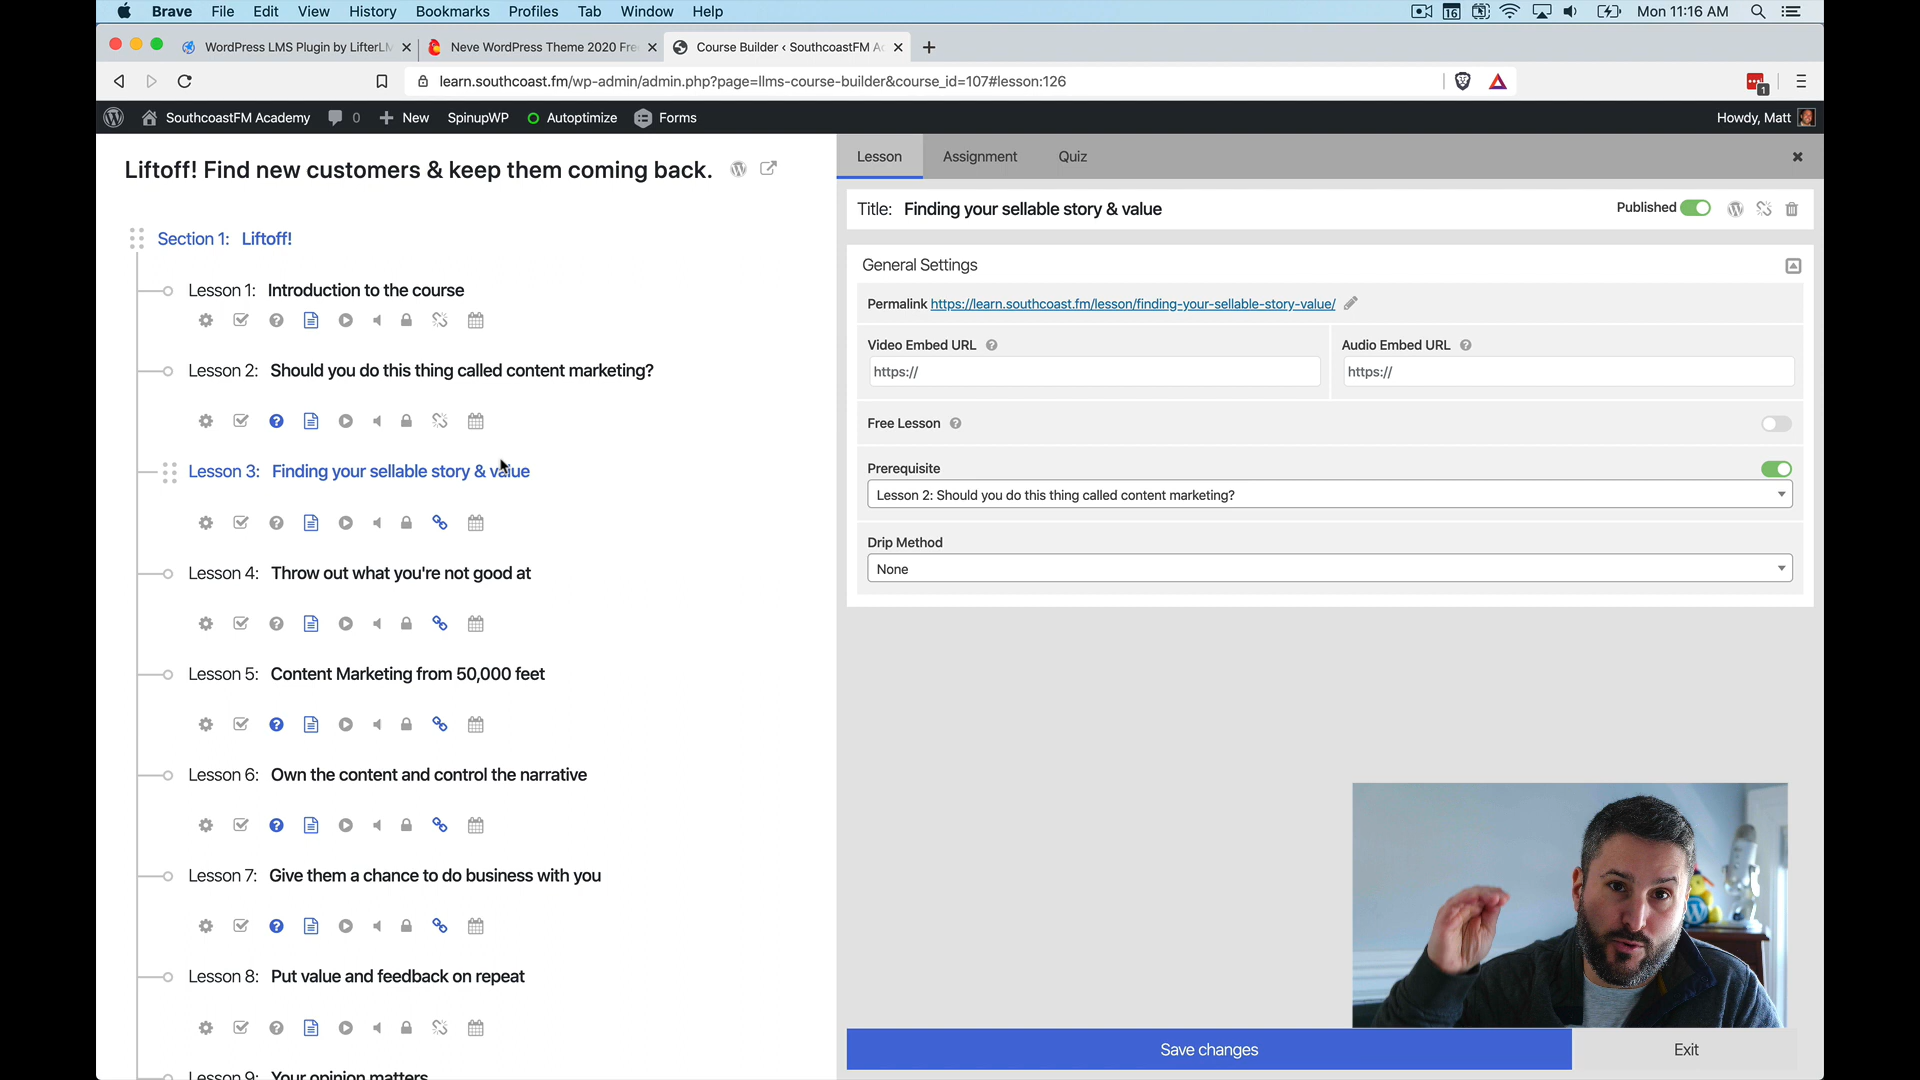 Brave File Edit View History Bookmarks Profiles Tab Window Help 16 Mon 11:16 AM
WordPress LMS Plugin by LifterLM Neve WordPress Theme 2020 Fre Course Builder ‹ SouthcoastFM Ac
learn.southcoast.fm/wp-admin/admin.php?page=llms-course-builder&course_id=107#lesson:126 1
SouthcoastFM Academy 0 New SpinupWP Autoptimize Forms Howdy, Matt
Liftoff! Find new customers & keep them coming back.
Section 1: Liftoff!
Lesson 1: Introduction to the course
Lesson 2: Should you do this thing called content marketing?
Lesson 3: Finding your sellable story & value
Lesson 4: Throw out what you're not good at
Lesson 5: Content Marketing from 50,000 feet
Lesson 6: Own the content and control the narrative
Lesson 7: Give them a chance to do business with you
Lesson 8: Put value and feedback on repeat
Lesson 9: Your opinion matters
Lesson Assignment Quiz
Title: Finding your sellable story & value Published
General Settings
Permalink https://learn.southcoast.fm/lesson/finding-your-sellable-story-value/
Video Embed URL Audio Embed URL
https:// https://
Free Lesson
Prerequisite
Lesson 2: Should you do this thing called content marketing?
Drip Method
None
Save changes Exit